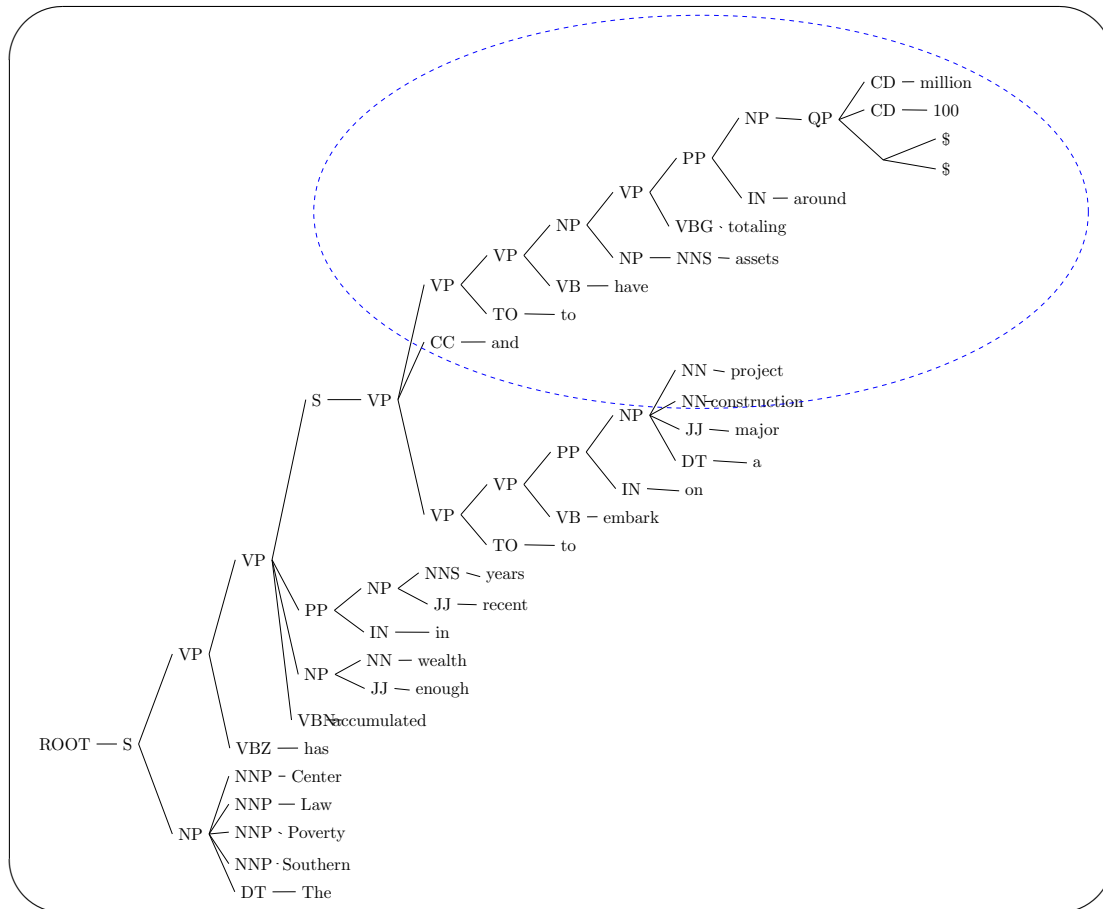 CD million
CD 100
NP QP
$
PP
$
VP
IN around
NP
VBG totaling
VP
NP NNS assets
VP
VB have
TO to
CC and
NN project
S VP
NN construction
NP
JJ major
PP
DT a
VP
IN on
VP
VB embark
TO to
VP
NNS years
NP
JJ recent
PP
IN in
VP
NN wealth
NP
JJ enough
VBN accumulated
ROOT S
VBZ has
NNP Center
NNP Law
NP
NNP Poverty
NNP Southern
DT The